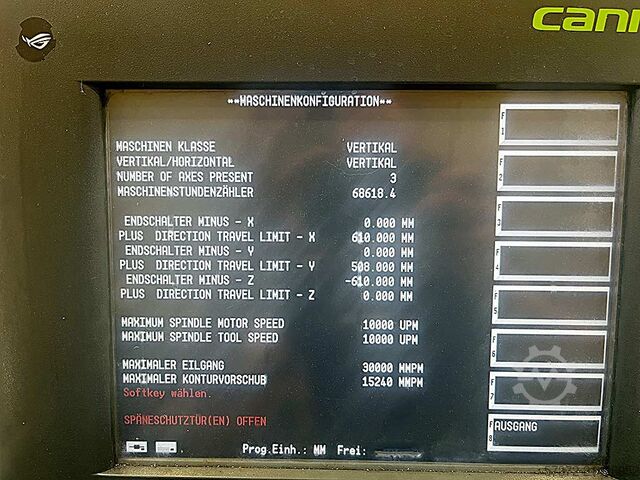 cann
**MASCHINENKONFIGURATION**
MASCHINEN KLASSE VERTIKAL
VERTIKAL/HORIZONTAL VERTIKAL
NUMBER OF AXES PRESENT 3
MASCHINENSTUNDENZÄHLER 68618.4
ENDSCHALTER MINUS - X 0.000 MM
PLUS DIRECTION TRAVEL LIMIT - X 610.000 MM
ENDSCHALTER MINUS - Y 0.000 MM
PLUS DIRECTION TRAVEL LIMIT - Y 508.000 MM
ENDSCHALTER MINUS - Z -610.000 MM
PLUS DIRECTION TRAVEL LIMIT - Z 0.000 MM
MAXIMUM SPINDLE MOTOR SPEED 10000 UPM
MAXIMUM SPINDLE TOOL SPEED 10000 UPM
MAXIMALER EILGANG 30000 MMPM
MAXIMALER KONTURVORSCHUB 15240 MMPM
Softkey wählen.
SPÄNESCHUTZTÜR(EN) OFFEN
Prog.Einh.: MM Frei:
F1
F2
F3
F4
F5
F6
F7
F8 AUSGANG